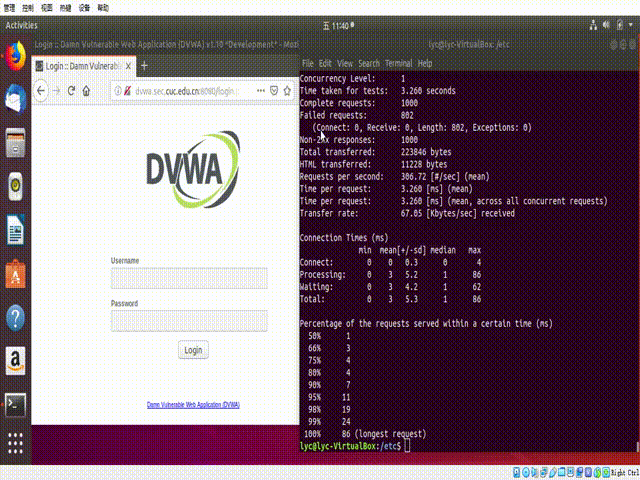 管理 控制 视图 热键 设备 帮助
Activities
五 11:40
Login :: Damn Vulnerable Web Application (DVWA) v1.10 *Development* - Mozi
lyc@lyc-VirtualBox: /etc
Login :: Damn Vulnerabl
dvwa.sec.cuc.edu.cn:8080/login.
DVWA
Username
Password
Login
Damn Vulnerable Web Application (DVWA)
File Edit View Search Terminal Help
Concurrency Level: 1
Time taken for tests: 3.260 seconds
Complete requests: 1000
Failed requests: 802
(Connect: 0, Receive: 0, Length: 802, Exceptions: 0)
Non-2xx responses: 1000
Total transferred: 223846 bytes
HTML transferred: 11228 bytes
Requests per second: 306.72 [#/sec] (mean)
Time per request: 3.260 [ms] (mean)
Time per request: 3.260 [ms] (mean, across all concurrent requests)
Transfer rate: 67.05 [Kbytes/sec] received
Connection Times (ms)
min mean[+/-sd] median max
Connect: 0 0 0.3 0 4
Processing: 0 3 5.2 1 86
Waiting: 0 3 4.2 1 62
Total: 0 3 5.3 1 86
Percentage of the requests served within a certain time (ms)
50% 1
66% 3
75% 4
80% 4
90% 7
95% 11
98% 19
99% 24
100% 86 (longest request)
lyc@lyc-VirtualBox:/etc$
Right Ctrl